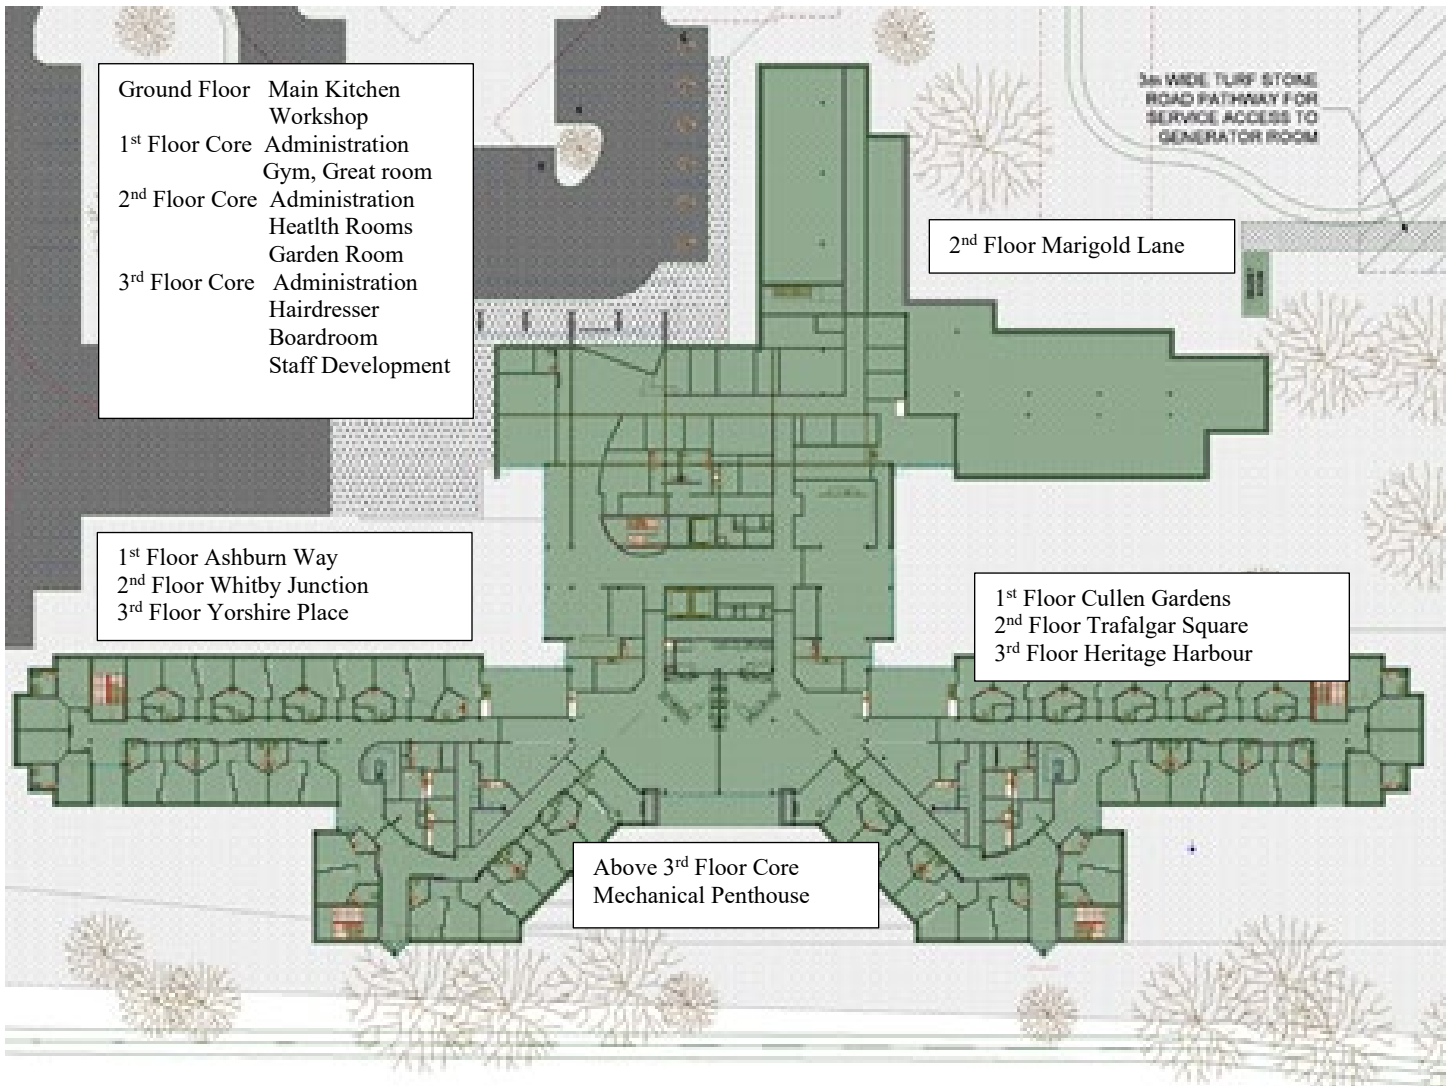 Ground Floor Main Kitchen
Workshop
1st Floor Core Administration
Gym, Great room
2nd Floor Core Administration
Heatlth Rooms
Garden Room
3rd Floor Core Administration
Hairdresser
Boardroom
Staff Development
3m WIDE TURF STONE
ROAD PATHWAY FOR
SERVICE ACCESS TO
GENERATOR ROOM
2nd Floor Marigold Lane
1st Floor Ashburn Way
2nd Floor Whitby Junction
3rd Floor Yorshire Place
1st Floor Cullen Gardens
2nd Floor Trafalgar Square
3rd Floor Heritage Harbour
Above 3rd Floor Core
Mechanical Penthouse